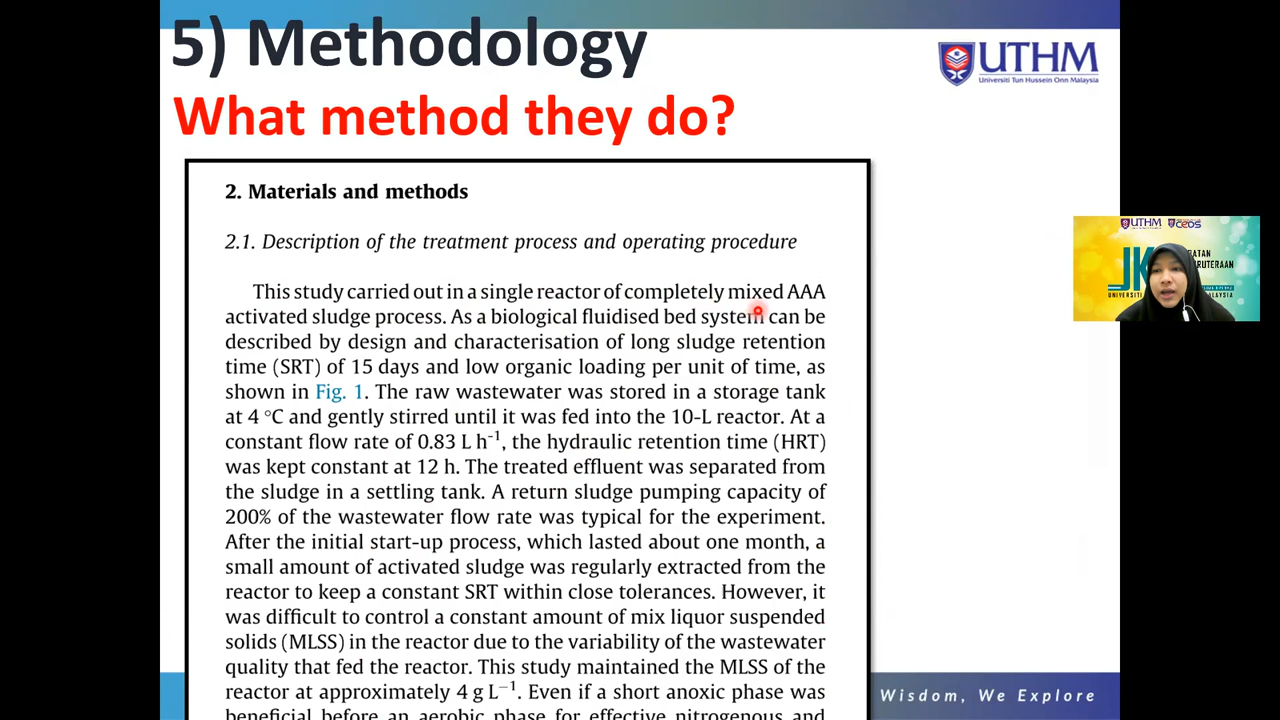 5) Methodology
UTHM
Universiti Tun Hussein Onn Malaysia
What method they do?
2. Materials and methods
2.1. Description of the treatment process and operating procedure
This study carried out in a single reactor of completely mixed AAA
activated sludge process. As a biological fluidised bed system can be
described by design and characterisation of long sludge retention
time (SRT) of 15 days and low organic loading per unit of time, as
shown in Fig. 1. The raw wastewater was stored in a storage tank
at 4 °C and gently stirred until it was fed into the 10-L reactor. At a
constant flow rate of 0.83 L h⁻¹, the hydraulic retention time (HRT)
was kept constant at 12 h. The treated effluent was separated from
the sludge in a settling tank. A return sludge pumping capacity of
200% of the wastewater flow rate was typical for the experiment.
After the initial start-up process, which lasted about one month, a
small amount of activated sludge was regularly extracted from the
reactor to keep a constant SRT within close tolerances. However, it
was difficult to control a constant amount of mix liquor suspended
solids (MLSS) in the reactor due to the variability of the wastewater
quality that fed the reactor. This study maintained the MLSS of the
reactor at approximately 4 g L⁻¹. Even if a short anoxic phase was
beneficial before an aerobic phase for effective nitrogenous and
Wisdom, We Explore
UTHM
JK